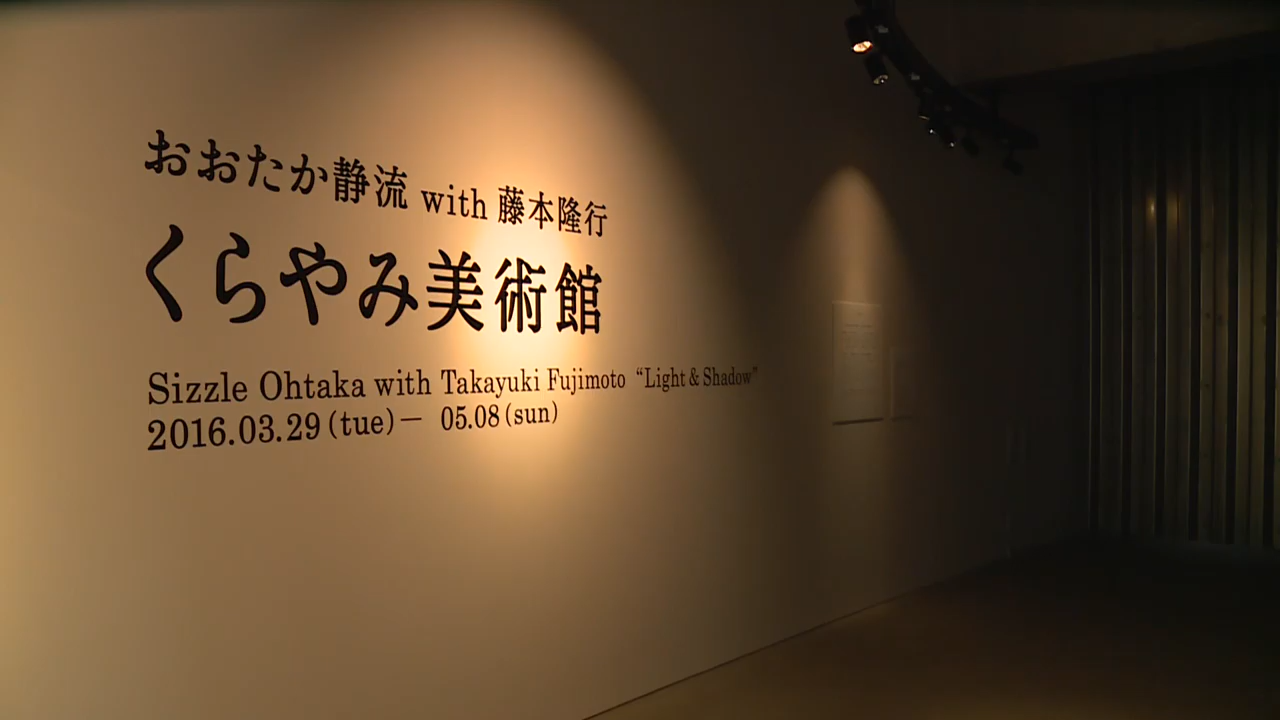 おおたか静流 with 藤本隆行
くらやみ美術館
Sizzle Ohtaka with Takayuki Fujimoto “Light & Shadow”
2016.03.29 (tue) — 05.08 (sun)